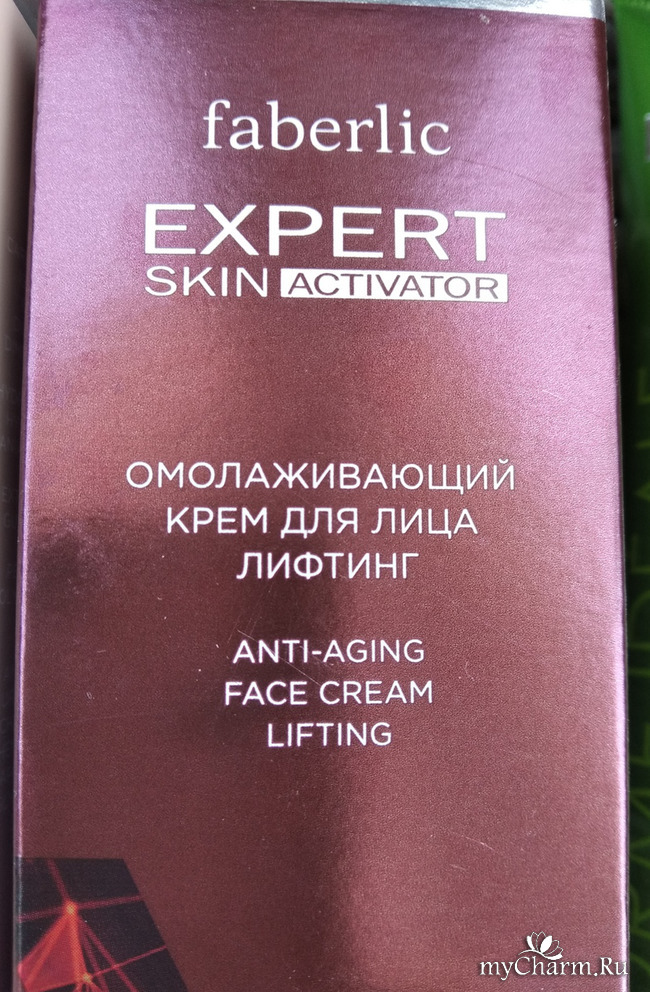 faberlic
EXPERT
SKIN ACTIVATOR
ОМОЛАЖИВАЮЩИЙ
КРЕМ ДЛЯ ЛИЦА
ЛИФТИНГ
ANTI-AGING
FACE CREAM
LIFTING
myCharm.Ru